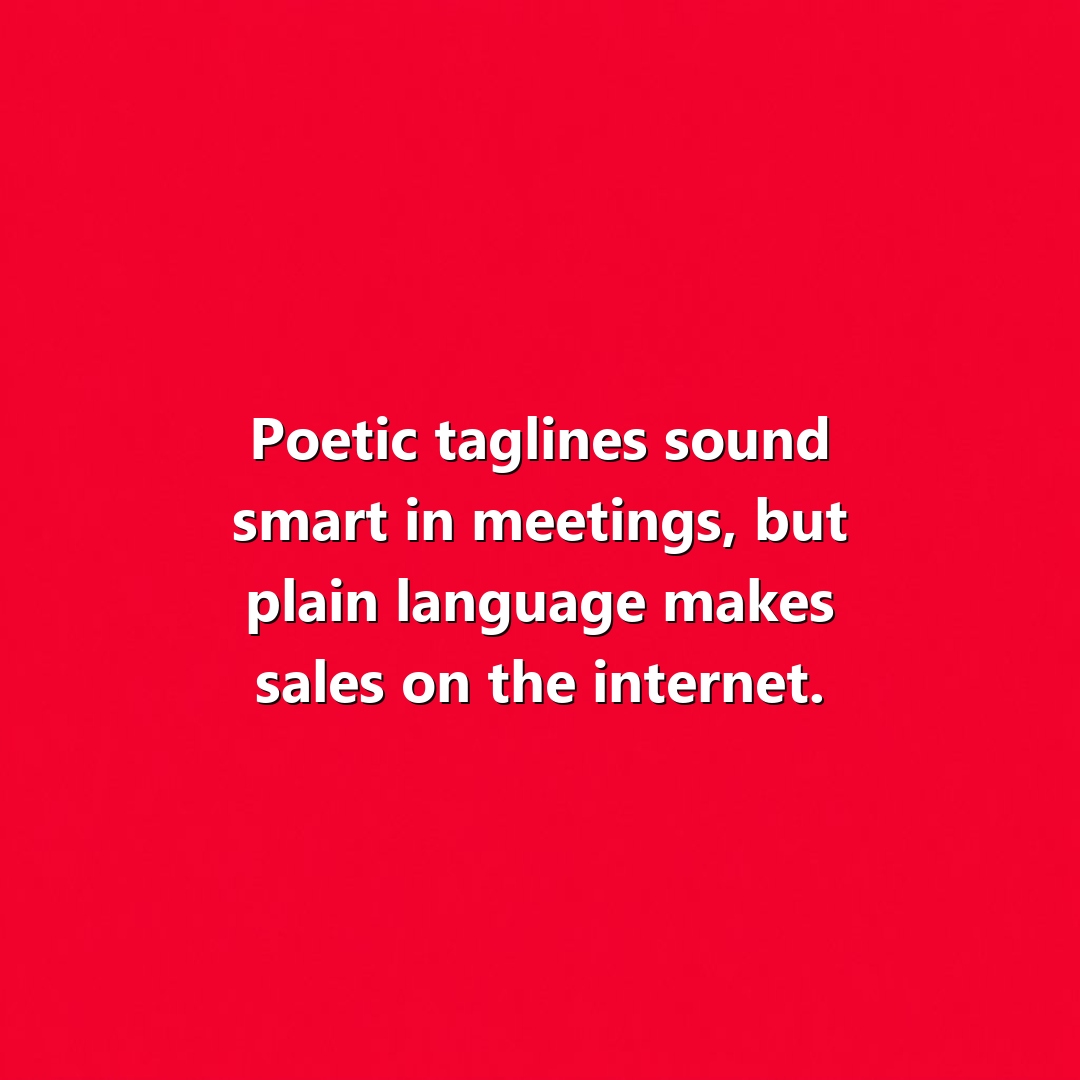 Poetic taglines sound
smart in meetings, but
plain language makes
sales on the internet.